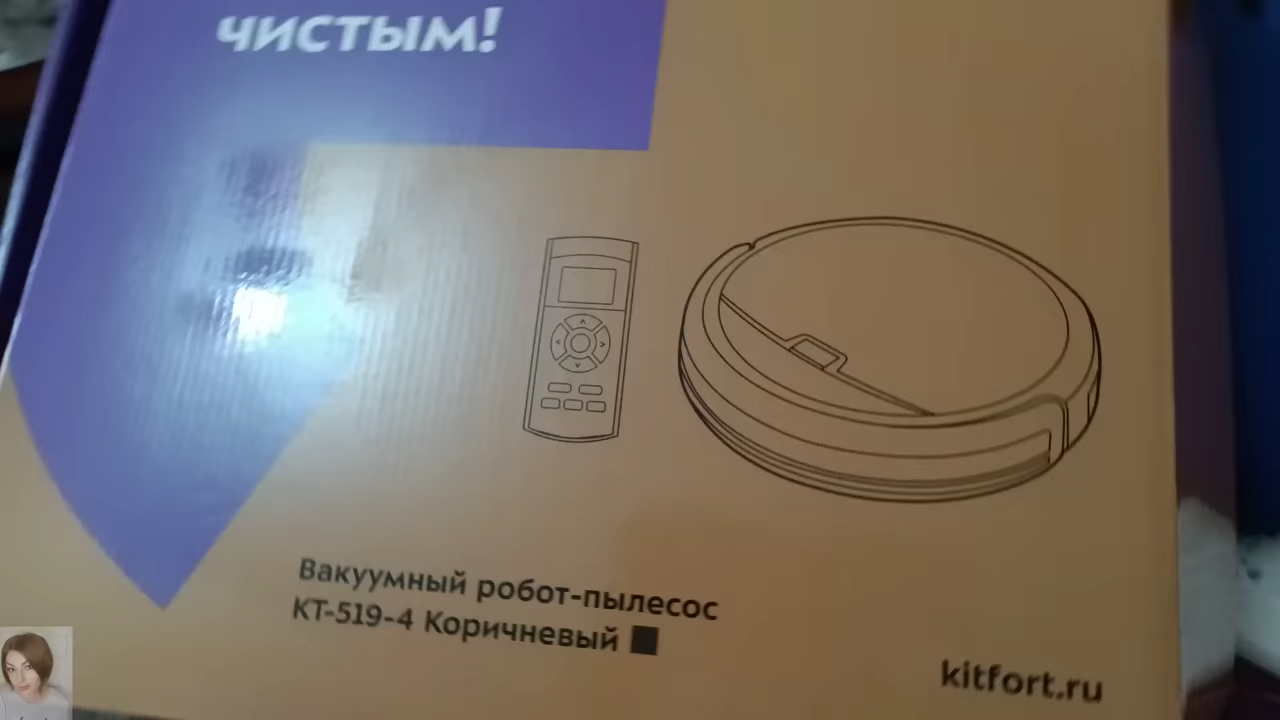 чистым!
Вакуумный робот-пылесос
КТ-519-4 Коричневый
kitfort.ru